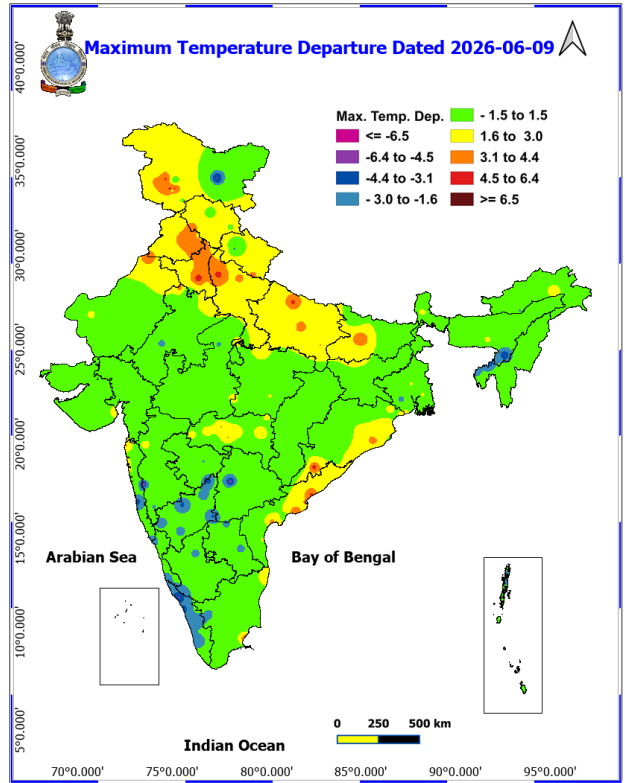 Maximum Temperature Departure Dated 2026-06-09
Max. Temp. Dep.
<= -6.5
-6.4 to -4.5
-4.4 to -3.1
- 3.0 to -1.6
- 1.5 to 1.5
1.6 to 3.0
3.1 to 4.4
4.5 to 6.4
>= 6.5
40°0.000'
35°0.000'
30°0.000'
25°0.000'
20°0.000'
15°0.000'
10°0.000'
5°0.000'
Arabian Sea
Bay of Bengal
Indian Ocean
0 250 500 km
70°0.000' 75°0.000' 80°0.000' 85°0.000' 90°0.000' 95°0.000'